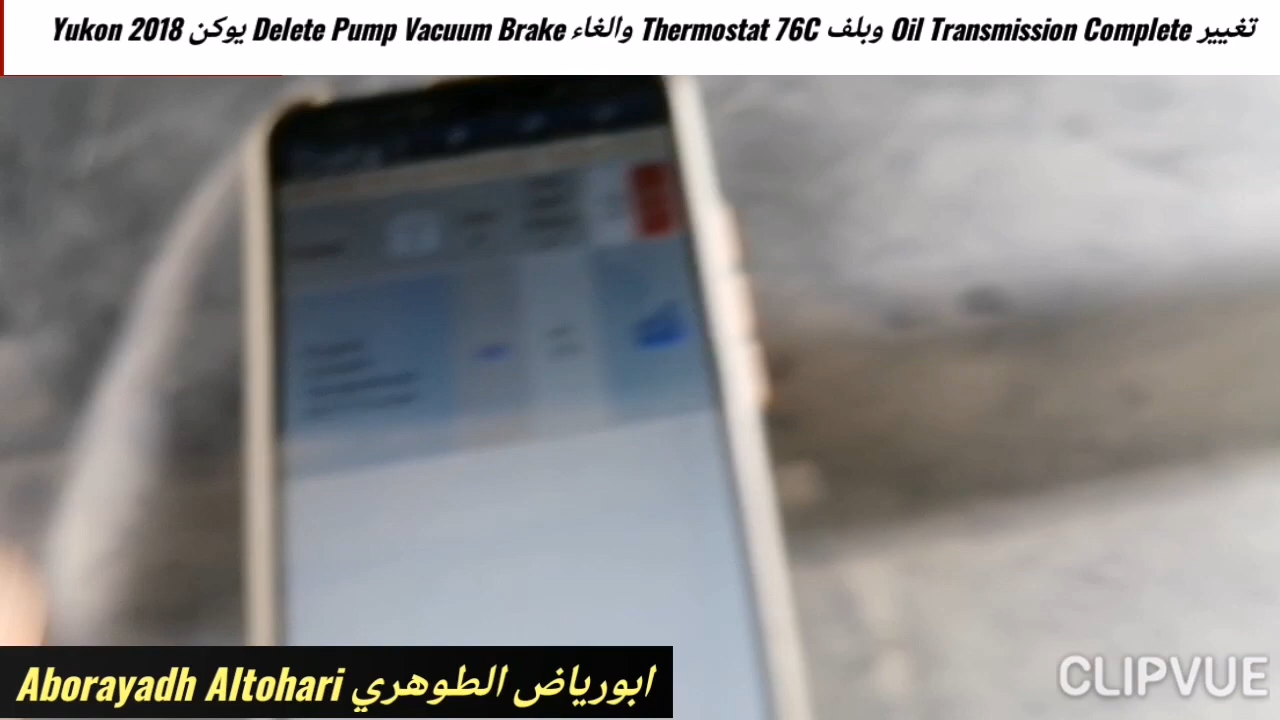 تغيير Oil Transmission Complete وبلف Thermostat 76C والغاء Delete Pump Vacuum Brake يوكن Yukon 2018
Aborayadh Altohari ابورياض الطوهري
CLIPVUE